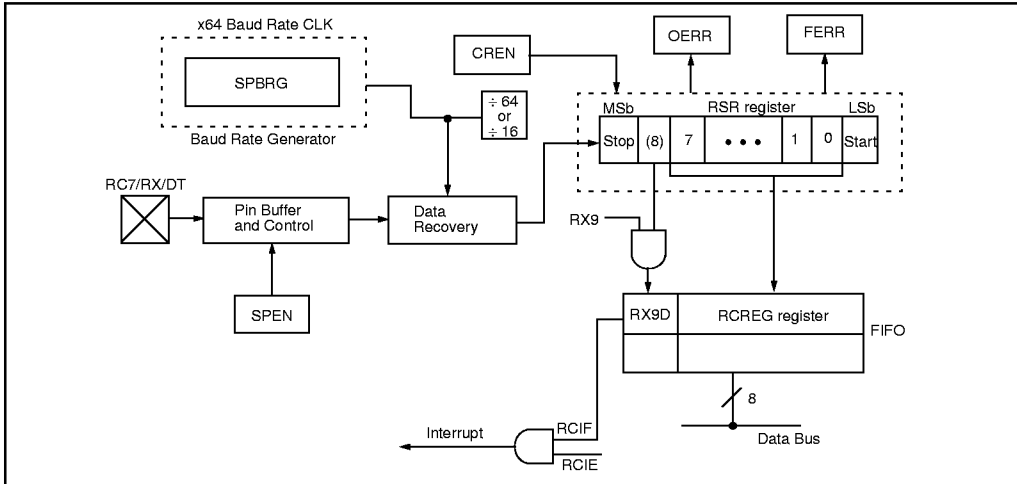 x64 Baud Rate CLK
SPBRG
Baud Rate Generator
CREN
OERR
FERR
÷ 64
or
÷ 16
MSb
RSR register
LSb
Stop (8) 7 • • • 1 0 Start
RC7/RX/DT
Pin Buffer
and Control
Data
Recovery
RX9
SPEN
RX9D
RCREG register
FIFO
8
Interrupt
RCIF
RCIE
Data Bus